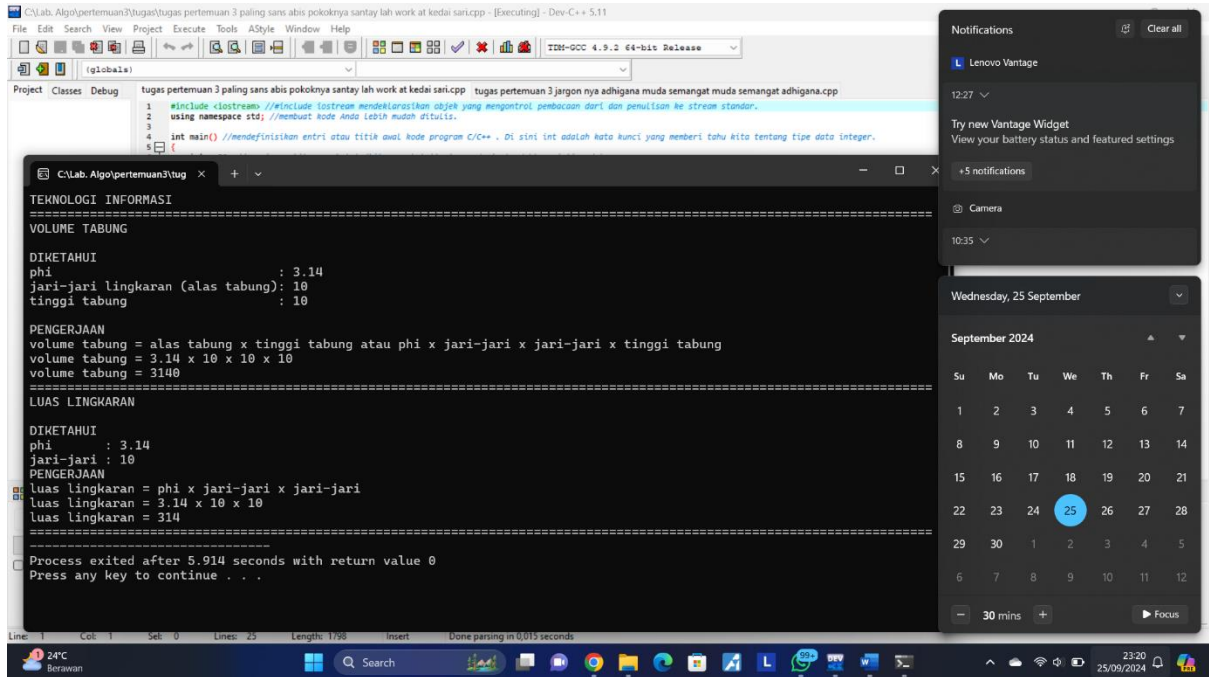 C:\Lab. Algo\pertemuan3\tugas\tugas pertemuan 3 paling sans abis pokoknya santay lah work at kedai sari.cpp - [Executing] - Dev-C++ 5.11
File Edit Search View Project Execute Tools AStyle Window Help
TDM-GCC 4.9.2 64-bit Release
(globals)
Project Classes Debug
tugas pertemuan 3 paling sans abis pokoknya santay lah work at kedai sari.cpp tugas pertemuan 3 jargon nya adhigana muda semangat muda semangat adhigana.cpp
1 #include <iostream> //#include iostream mendeklarasikan objek yang mengontrol pembacaan dari dan penulisan ke stream standar.
2 using namespace std; //membuat kode Anda lebih mudah ditulis.
3
4 int main() //mendefinisikan entri atau titik awal kode program C/C++ . Di sini int adalah kata kunci yang memberi tahu kita tentang tipe data integer.
5 {
C:\Lab. Algo\pertemuan3\tug
TEKNOLOGI INFORMASI
VOLUME TABUNG
DIKETAHUI
phi : 3.14
jari-jari lingkaran (alas tabung): 10
tinggi tabung : 10
PENGERJAAN
volume tabung = alas tabung x tinggi tabung atau phi x jari-jari x jari-jari x tinggi tabung
volume tabung = 3.14 x 10 x 10 x 10
volume tabung = 3140
LUAS LINGKARAN
DIKETAHUI
phi : 3.14
jari-jari : 10
PENGERJAAN
luas lingkaran = phi x jari-jari x jari-jari
luas lingkaran = 3.14 x 10 x 10
luas lingkaran = 314
--------------------------------
Process exited after 5.914 seconds with return value 0
Press any key to continue . . .
Line: 1 Col: 1 Sel: 0 Lines: 25 Length: 1798 Insert Done parsing in 0,015 seconds
Notifications
Clear all
L Lenovo Vantage
12:27
Try new Vantage Widget
View your battery status and featured settings
+5 notifications
Camera
10:35
Wednesday, 25 September
September 2024
Su Mo Tu We Th Fr Sa
1 2 3 4 5 6 7
8 9 10 11 12 13 14
15 16 17 18 19 20 21
22 23 24 25 26 27 28
29 30 1 2 3 4 5
6 7 8 9 10 11 12
30 mins
Focus
1
24°C
Berawan
Search
L
99+
DEV
23:20
25/09/2024
PRE